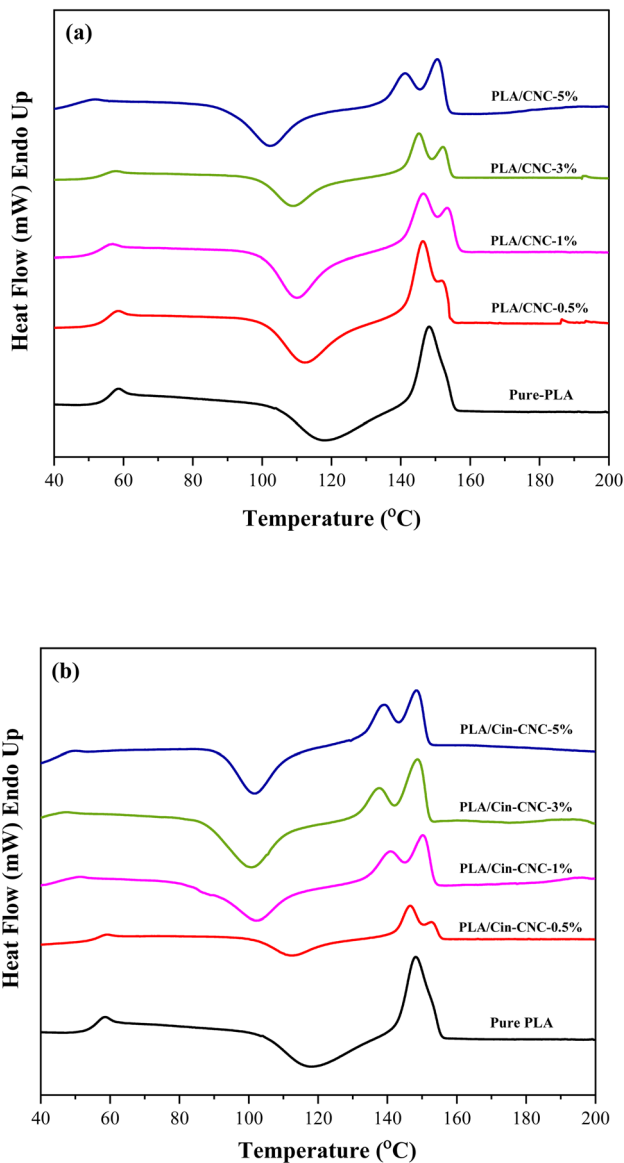 (a)
PLA/CNC-5%
PLA/CNC-3%
PLA/CNC-1%
PLA/CNC-0.5%
Pure-PLA
Heat Flow (mW) Endo Up
40 60 80 100 120 140 160 180 200
Temperature (°C)
(b)
PLA/Cin-CNC-5%
PLA/Cin-CNC-3%
PLA/Cin-CNC-1%
PLA/Cin-CNC-0.5%
Pure PLA
Heat Flow (mW) Endo Up
40 60 80 100 120 140 160 180 200
Temperature (°C)